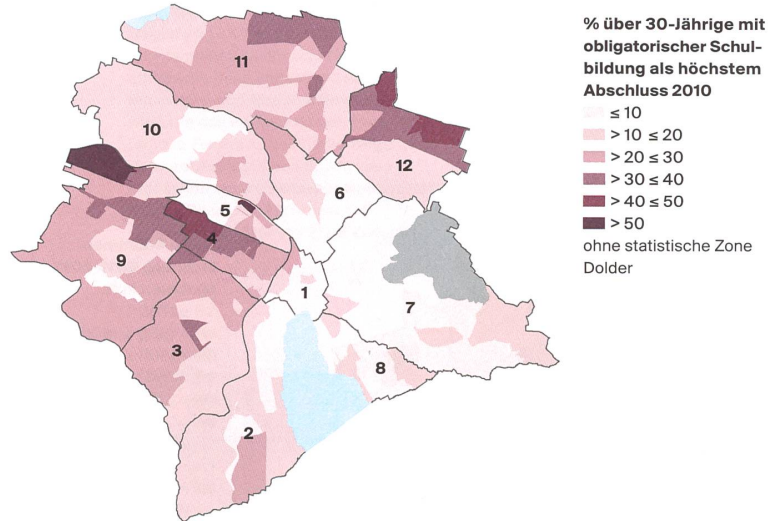 % über 30-Jährige mit
obligatorischer Schul-
bildung als höchstem
Abschluss 2010
≤ 10
> 10 ≤ 20
> 20 ≤ 30
> 30 ≤ 40
> 40 ≤ 50
> 50
ohne statistische Zone
Dolder
11
10
12
6
5
4
9
1
7
3
8
2